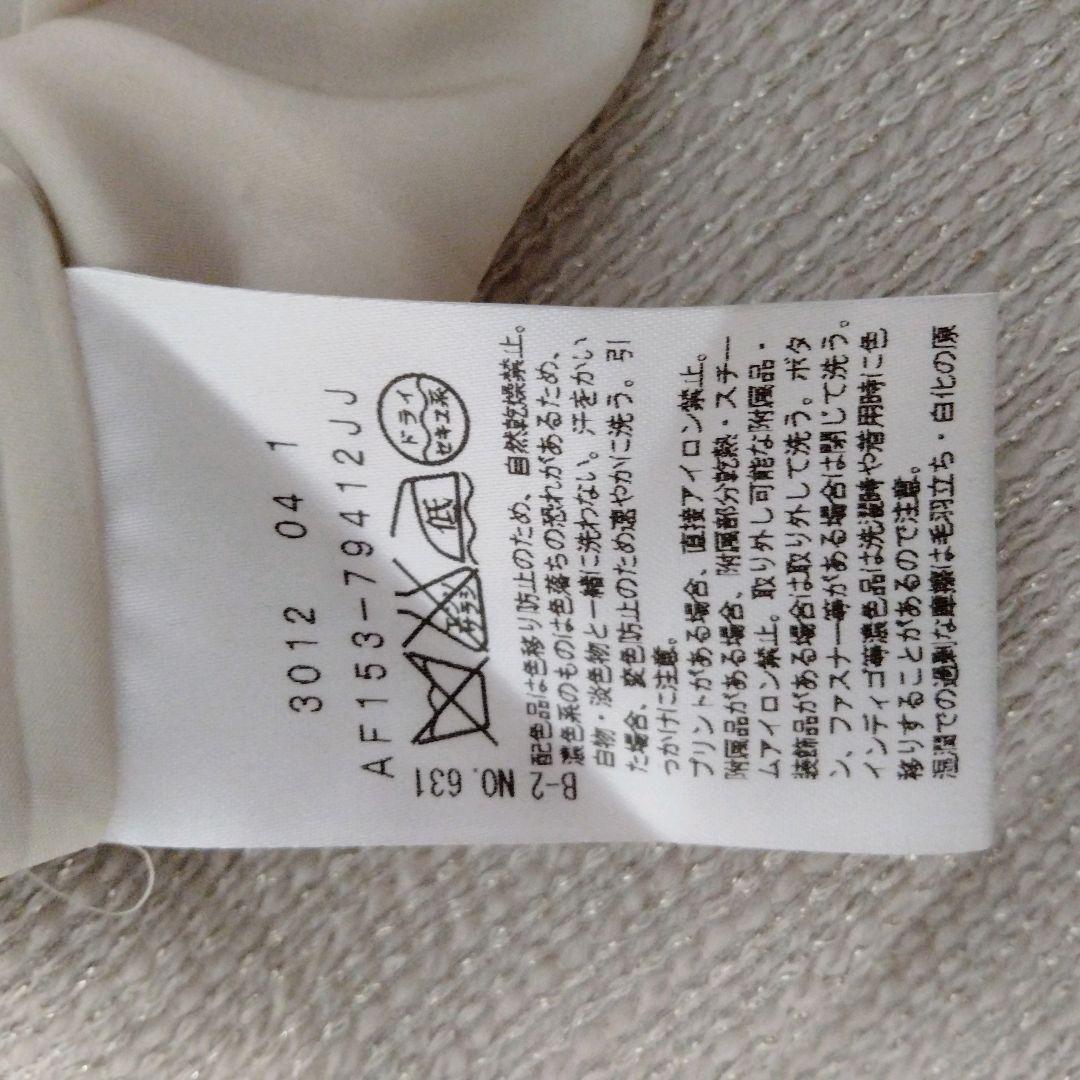 3012 04 1
AF153-79412JJ
エンソ
サラシ
低
ドライ
セキユ系
配色品は色移り防止のため、自然乾燥禁止。
濃色系のものは色落ちの恐れがあるため、
白物・淡色物と一緒に洗わない。汗をかい
た場合、変色防止のため速やかに洗う。引
っかけに注意。
プリントがある場合、直接アイロン禁止。
附属品がある場合、附属部分乾熱・スチー
ムアイロン禁止。取り外し可能な附属品・
装飾品がある場合は取り外して洗う。ボタ
ン、ファスナー等がある場合は閉じて洗う。
インディゴ等濃色品は洗濯時や着用時に色
移りすることがあるので注意。
湿潤での過剰な摩擦は毛羽立ち・白化の原
NO.631
B-2